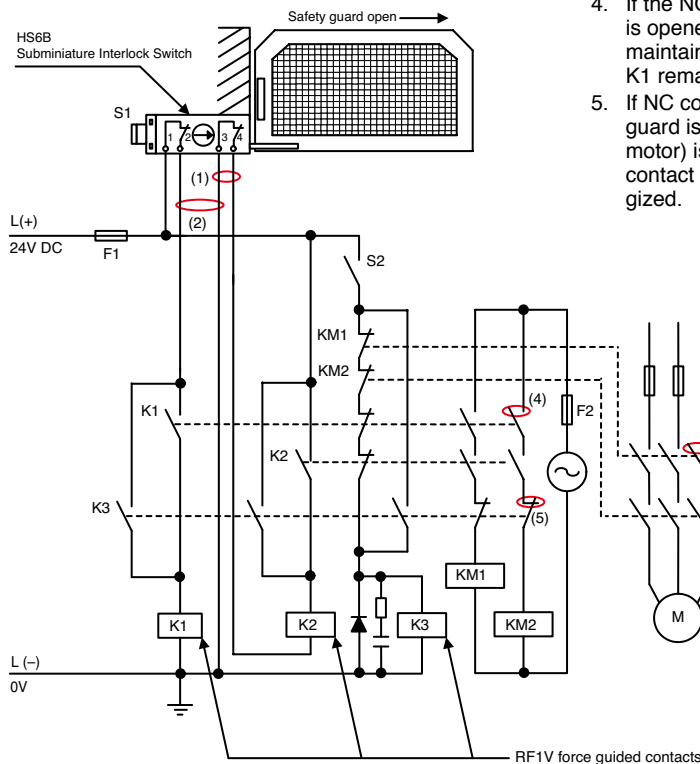 Safety guard open
HS6B
Subminiature Interlock Switch
S1
1 2 3 4
(1)
(2)
L(+)
24V DC
F1
S2
KM1
KM2
K1
K2
K3
(4)
F2
(5)
KM1
K1
K2
K3
KM2
M
L (–)
0V
RF1V force guided contacts
4. If the NC
is opene
maintain
K1 rema
5. If NC co
guard is
motor) is
contact
gized.